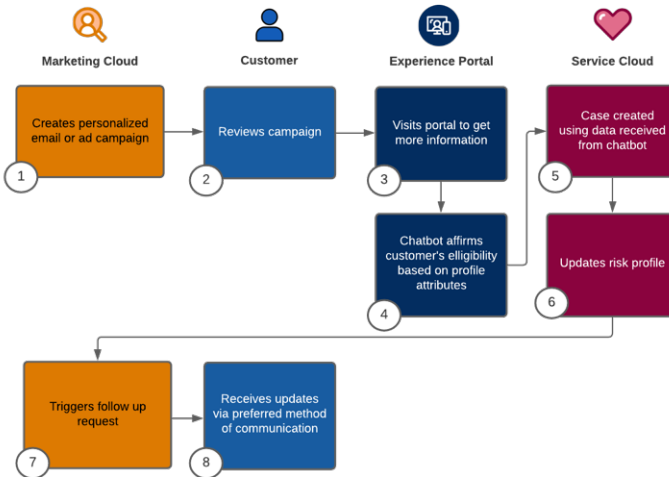 Marketing Cloud
Customer
Experience Portal
Service Cloud
Creates personalized
email or ad campaign
1
Reviews campaign
2
Visits portal to get
more information
3
Case created
using data received
from chatbot
5
Chatbot affirms
customer's elligibility
based on profile
attributes
4
Updates risk profile
6
Triggers follow up
request
7
Receives updates
via preferred method
of communication
8